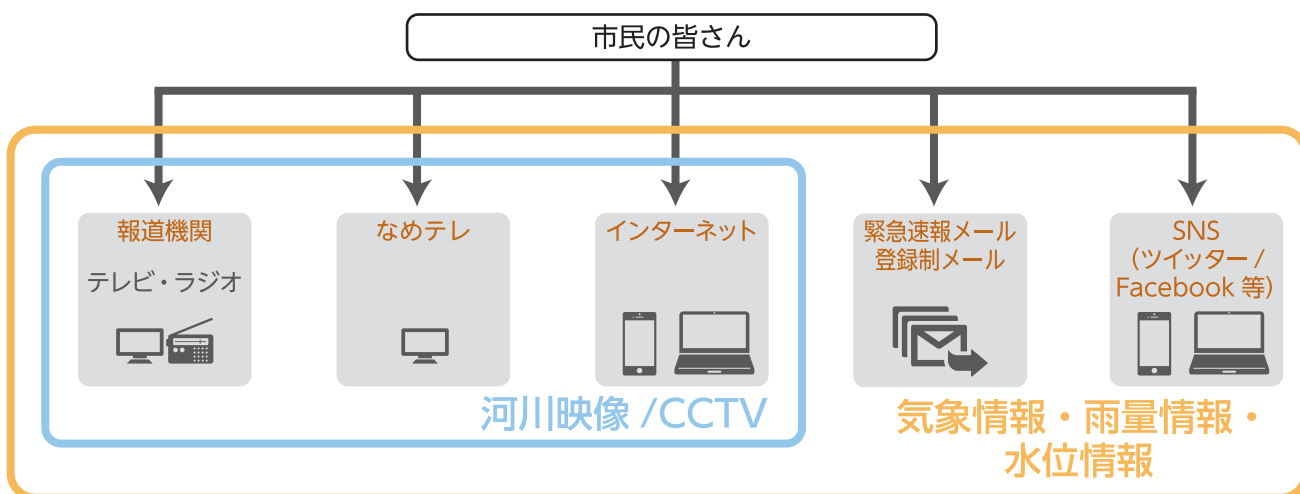 市民の皆さん
報道機関
テレビ・ラジオ
なめテレ
インターネット
緊急速報メール
登録制メール
SNS
(ツイッター /
Facebook 等)
河川映像 /CCTV
気象情報・雨量情報・
水位情報